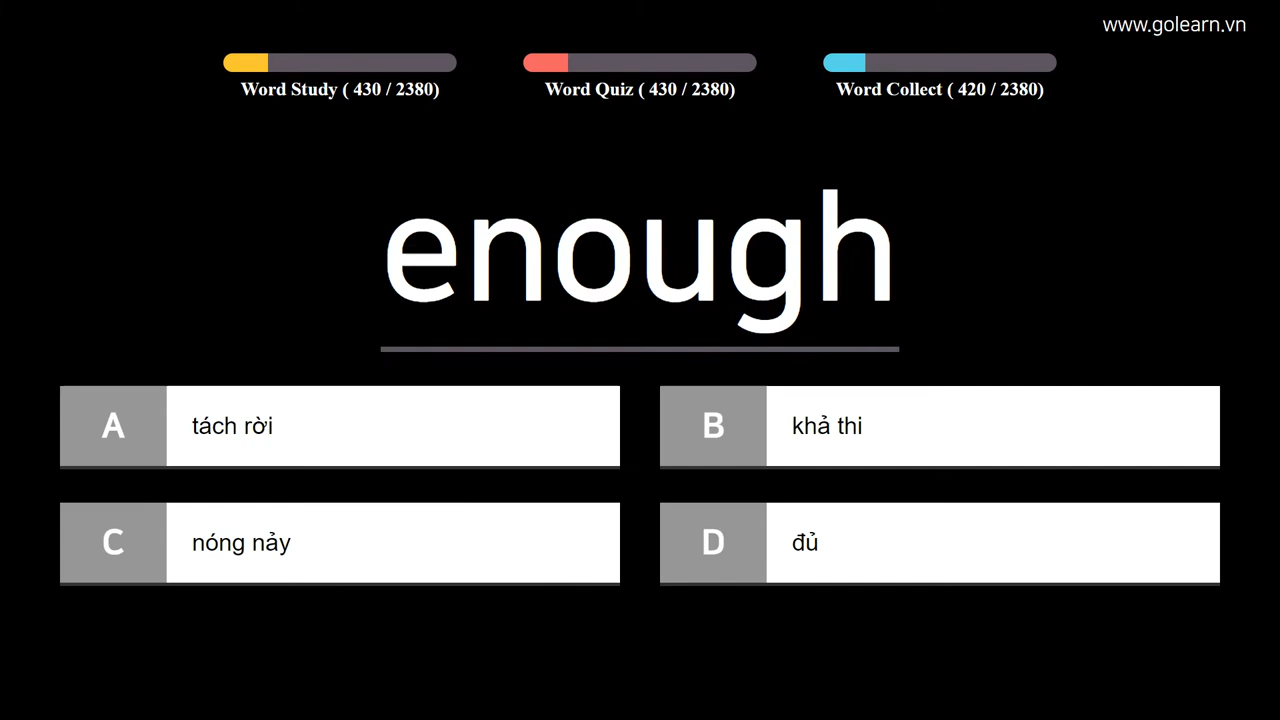 www.golearn.vn
Word Study ( 430 / 2380)
Word Quiz ( 430 / 2380)
Word Collect ( 420 / 2380)
enough
A tách rời
B khả thi
C nóng nảy
D đủ